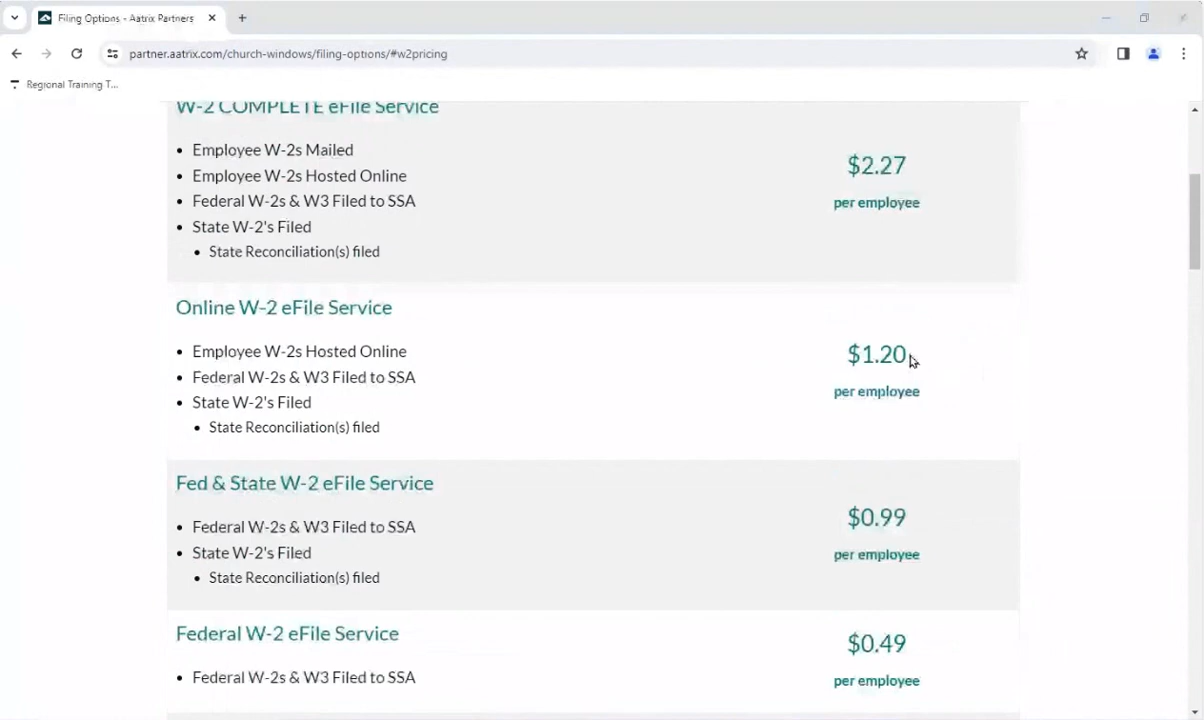 Filing Options - Aatrix Partners
partner.aatrix.com/church-windows/filing-options/#w2pricing
Regional Training T...
W-2 COMPLETE eFile Service
• Employee W-2s Mailed
• Employee W-2s Hosted Online
• Federal W-2s & W3 Filed to SSA
• State W-2's Filed
• State Reconciliation(s) filed
$2.27
per employee
Online W-2 eFile Service
• Employee W-2s Hosted Online
• Federal W-2s & W3 Filed to SSA
• State W-2's Filed
• State Reconciliation(s) filed
$1.20
per employee
Fed & State W-2 eFile Service
• Federal W-2s & W3 Filed to SSA
• State W-2's Filed
• State Reconciliation(s) filed
$0.99
per employee
Federal W-2 eFile Service
• Federal W-2s & W3 Filed to SSA
$0.49
per employee